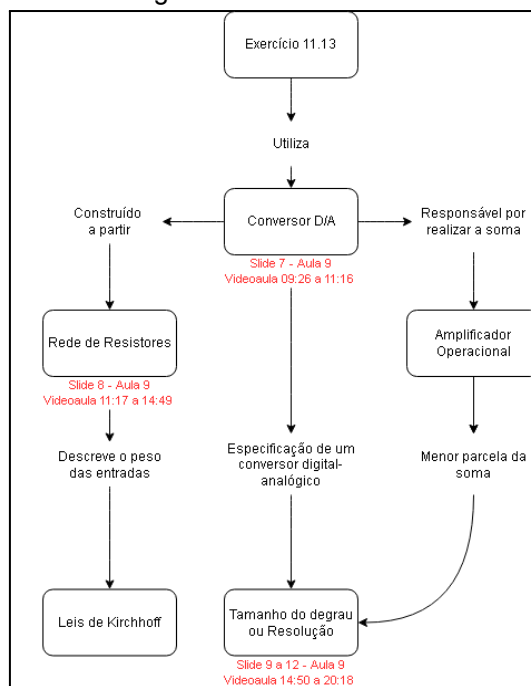 Exercício 11.13
Utiliza
Construído
a partir
Conversor D/A
Responsável por
realizar a soma
Slide 7 - Aula 9
Videoaula 09:26 a 11:16
Rede de Resistores
Amplificador
Operacional
Slide 8 - Aula 9
Videoaula 11:17 a 14:49
Descreve o peso
das entradas
Especificação de um
conversor digital-
analógico
Menor parcela da
soma
Leis de Kirchhoff
Tamanho do degrau
ou Resolução
Slide 9 a 12 - Aula 9
Videoaula 14:50 a 20:18